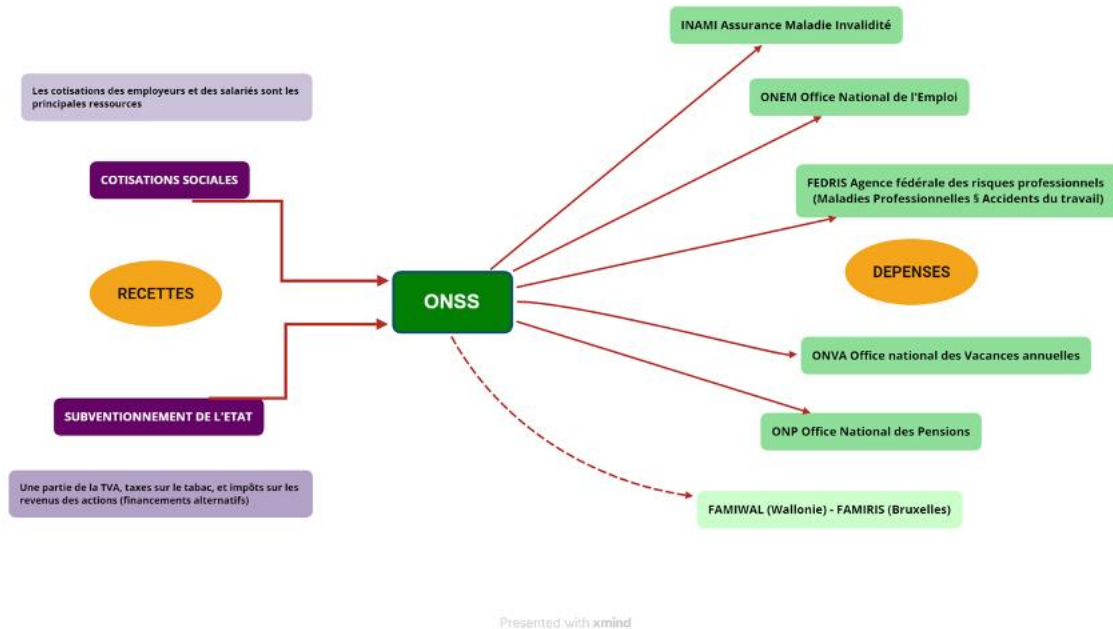 INAMI Assurance Maladie Invalidité
Les cotisations des employeurs et des salariés sont les
principales ressources
ONEM Office National de l'Emploi
COTISATIONS SOCIALES
FEDRIS Agence fédérale des risques professionnels
(Maladies Professionnelles § Accidents du travail)
RECETTES
ONSS
DEPENSES
ONVA Office national des Vacances annuelles
SUBVENTIONNEMENT DE L'ETAT
ONP Office National des Pensions
Une partie de la TVA, taxes sur le tabac, et impôts sur les
revenus des actions (financements alternatifs)
FAMIWAL (Wallonie) - FAMIRIS (Bruxelles)
Presented with xmind